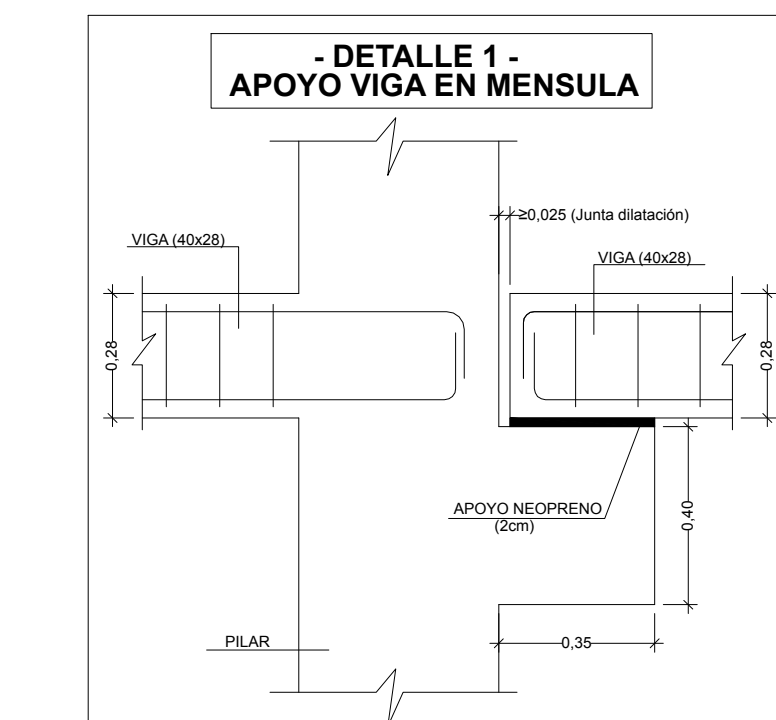 - DETALLE 1 -
APOYO VIGA EN MENSULA
≥0,025 (Junta dilatación)
VIGA (40x28)
VIGA (40x28)
0,28
0,28
APOYO NEOPRENO
(2cm)
0,40
PILAR
0,35